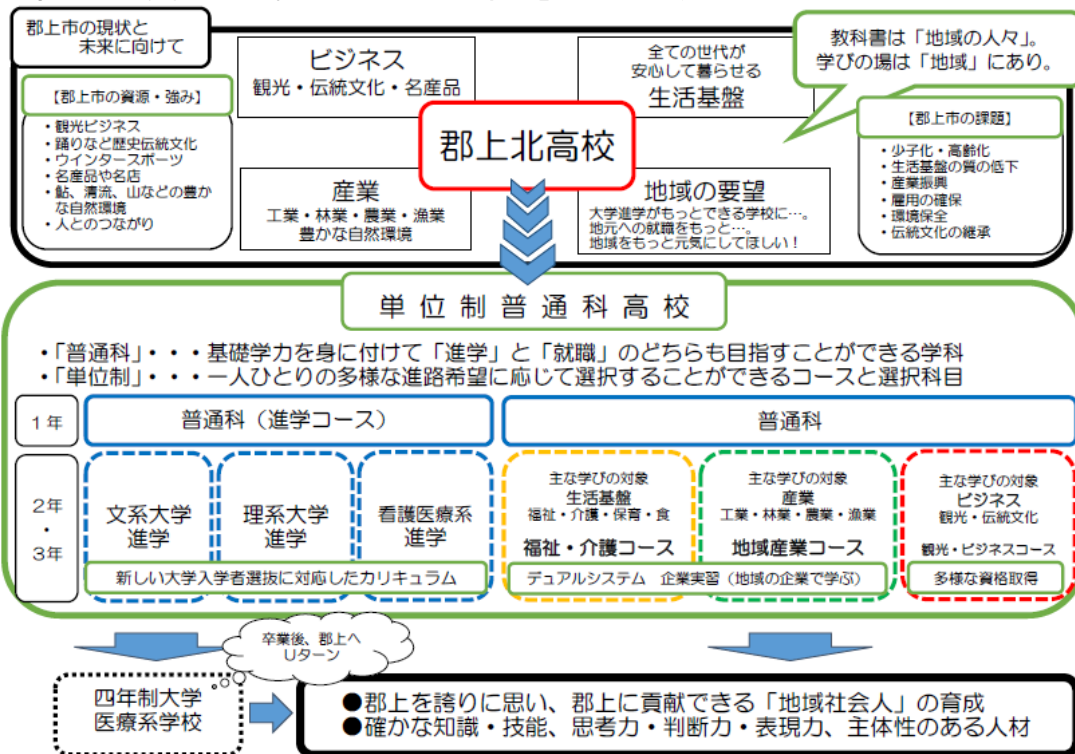 郡上市の現状と
未来に向けて
【郡上市の資源・強み】
・観光ビジネス
・踊りなど歴史伝統文化
・ウインタースポーツ
・名産品や名店
・鮎、清流、山などの豊か
な自然環境
・人とのつながり
ビジネス
観光・伝統文化・名産品
全ての世代が
安心して暮らせる
生活基盤
教科書は「地域の人々」。
学びの場は「地域」にあり。
郡上北高校
産業
工業・林業・農業・漁業
豊かな自然環境
地域の要望
大学進学がもっとできる学校に…。
地元への就職をもっと…。
地域をもっと元気にしてほしい！
【郡上市の課題】
・少子化・高齢化
・生活基盤の質の低下
・産業振興
・雇用の確保
・環境保全
・伝統文化の継承
単位制普通科高校
・「普通科」・・・基礎学力を身に付けて「進学」と「就職」のどちらも目指すことができる学科
・「単位制」・・・一人ひとりの多様な進路希望に応じて選択することができるコースと選択科目
1年
普通科（進学コース）
普通科
2年
・
3年
文系大学
進学
理系大学
進学
看護医療系
進学
新しい大学入学者選抜に対応したカリキュラム
主な学びの対象
生活基盤
福祉・介護・保育・食
福祉・介護コース
主な学びの対象
産業
工業・林業・農業・漁業
地域産業コース
デュアルシステム　企業実習（地域の企業で学ぶ）
主な学びの対象
ビジネス
観光・伝統文化
観光・ビジネスコース
多様な資格取得
卒業後、郡上へ
Uターン
四年制大学
医療系学校
●郡上を誇りに思い、郡上に貢献できる「地域社会人」の育成
●確かな知識・技能、思考力・判断力・表現力、主体性のある人材